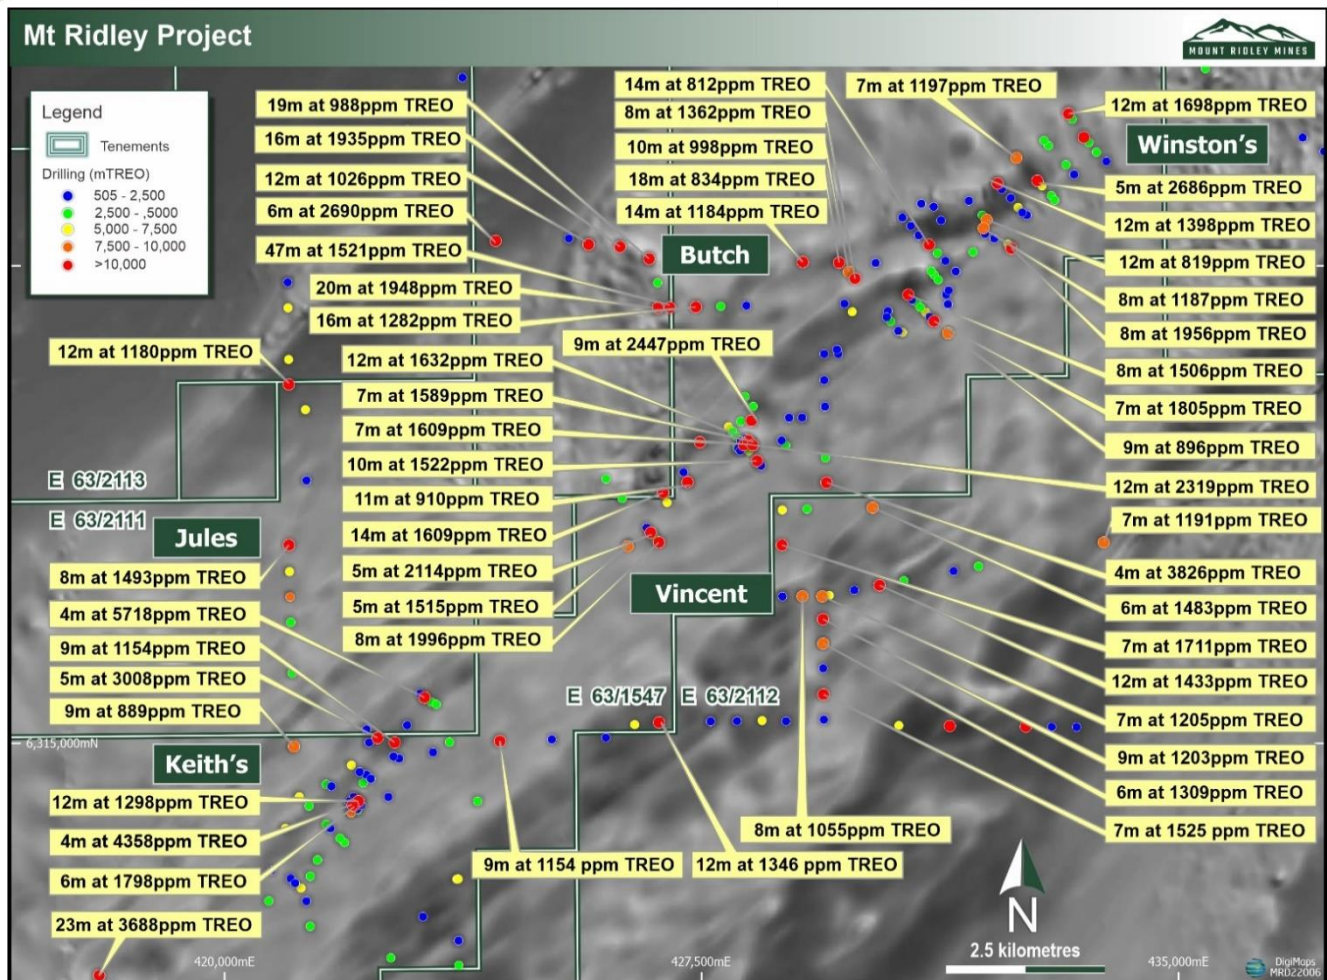 Mt Ridley Project
MOUNT RIDLEY MINES
Legend
Tenements
Drilling (mTREO)
505 - 2,500
2,500 - ,5000
5,000 - 7,500
7,500 - 10,000
>10,000
19m at 988ppm TREO
16m at 1935ppm TREO
12m at 1026ppm TREO
6m at 2690ppm TREO
47m at 1521ppm TREO
20m at 1948ppm TREO
16m at 1282ppm TREO
14m at 812ppm TREO
8m at 1362ppm TREO
10m at 998ppm TREO
18m at 834ppm TREO
14m at 1184ppm TREO
Butch
7m at 1197ppm TREO
12m at 1698ppm TREO
Winston's
5m at 2686ppm TREO
12m at 1398ppm TREO
12m at 819ppm TREO
8m at 1187ppm TREO
8m at 1956ppm TREO
8m at 1506ppm TREO
7m at 1805ppm TREO
9m at 896ppm TREO
12m at 2319ppm TREO
7m at 1191ppm TREO
4m at 3826ppm TREO
6m at 1483ppm TREO
7m at 1711ppm TREO
12m at 1433ppm TREO
7m at 1205ppm TREO
9m at 1203ppm TREO
6m at 1309ppm TREO
7m at 1525 ppm TREO
12m at 1180ppm TREO
9m at 2447ppm TREO
12m at 1632ppm TREO
7m at 1589ppm TREO
7m at 1609ppm TREO
10m at 1522ppm TREO
11m at 910ppm TREO
14m at 1609ppm TREO
5m at 2114ppm TREO
5m at 1515ppm TREO
8m at 1996ppm TREO
Vincent
E 63/2113
E 63/2111
Jules
8m at 1493ppm TREO
4m at 5718ppm TREO
9m at 1154ppm TREO
5m at 3008ppm TREO
9m at 889ppm TREO
E 63/1547
E 63/2112
6,315,000mN
Keith's
12m at 1298ppm TREO
4m at 4358ppm TREO
6m at 1798ppm TREO
23m at 3688ppm TREO
9m at 1154 ppm TREO
12m at 1346 ppm TREO
8m at 1055ppm TREO
N
2.5 kilometres
420,000mE
427,500mE
435,000mE
DigiMaps
MRD22006